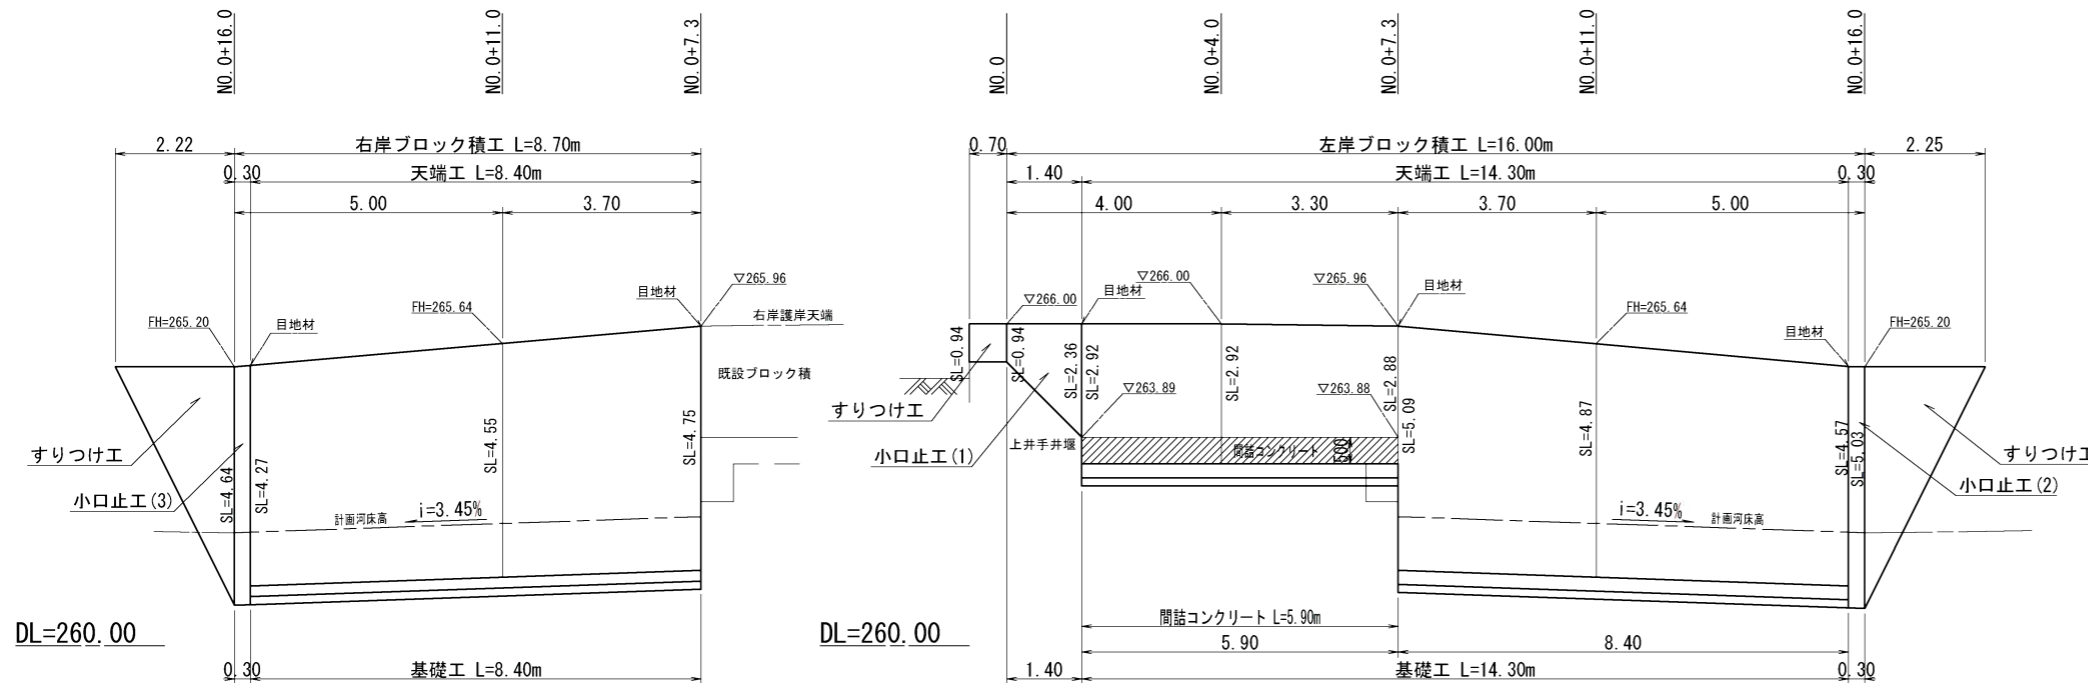 NO.0+16.0
NO.0+11.0
NO.0+7.3
2.22
右岸ブロック積工 L=8.70m
0.30
天端工 L=8.40m
5.00
3.70
▽265.96
目地材
右岸護岸天端
FH=265.64
FH=265.20
目地材
既設ブロック積
すりつけ工
小口止工(3)
SL=4.64
SL=4.27
SL=4.55
SL=4.75
計画河床高
i=3.45%
DL=260.00
0.30
基礎工 L=8.40m
NO.0
NO.0+4.0
NO.0+7.3
NO.0+11.0
NO.0+16.0
0.70
左岸ブロック積工 L=16.00m
2.25
1.40
天端工 L=14.30m
0.30
4.00
3.30
3.70
5.00
▽266.00
目地材
▽266.00
▽265.96
目地材
FH=265.64
目地材
FH=265.20
SL=0.94
SL=0.94
SL=2.36
SL=2.92
SL=2.92
SL=2.88
SL=5.09
SL=4.87
SL=4.57
SL=5.03
▽263.89
▽263.88
すりつけ工
上井手井堰
小口止工(1)
間詰コンクリート
500
すりつけ工
小口止工(2)
i=3.45%
計画河床高
DL=260.00
間詰コンクリート L=5.90m
5.90
8.40
1.40
基礎工 L=14.30m
0.30